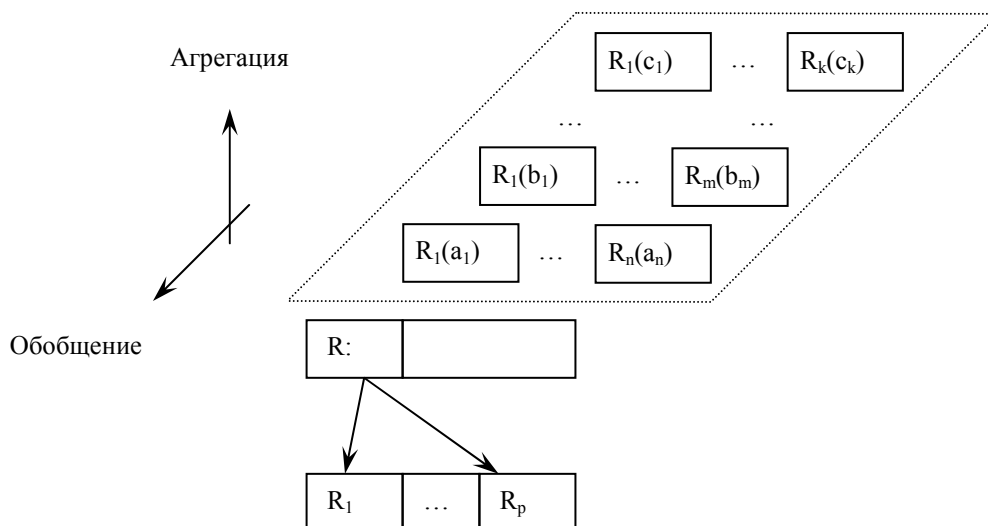 Агрегация
R₁(c₁) … Rₖ(cₖ)
… …
R₁(b₁) … Rₘ(bₘ)
R₁(a₁) … Rₙ(aₙ)
Обобщение
R:
R₁ … Rₚ